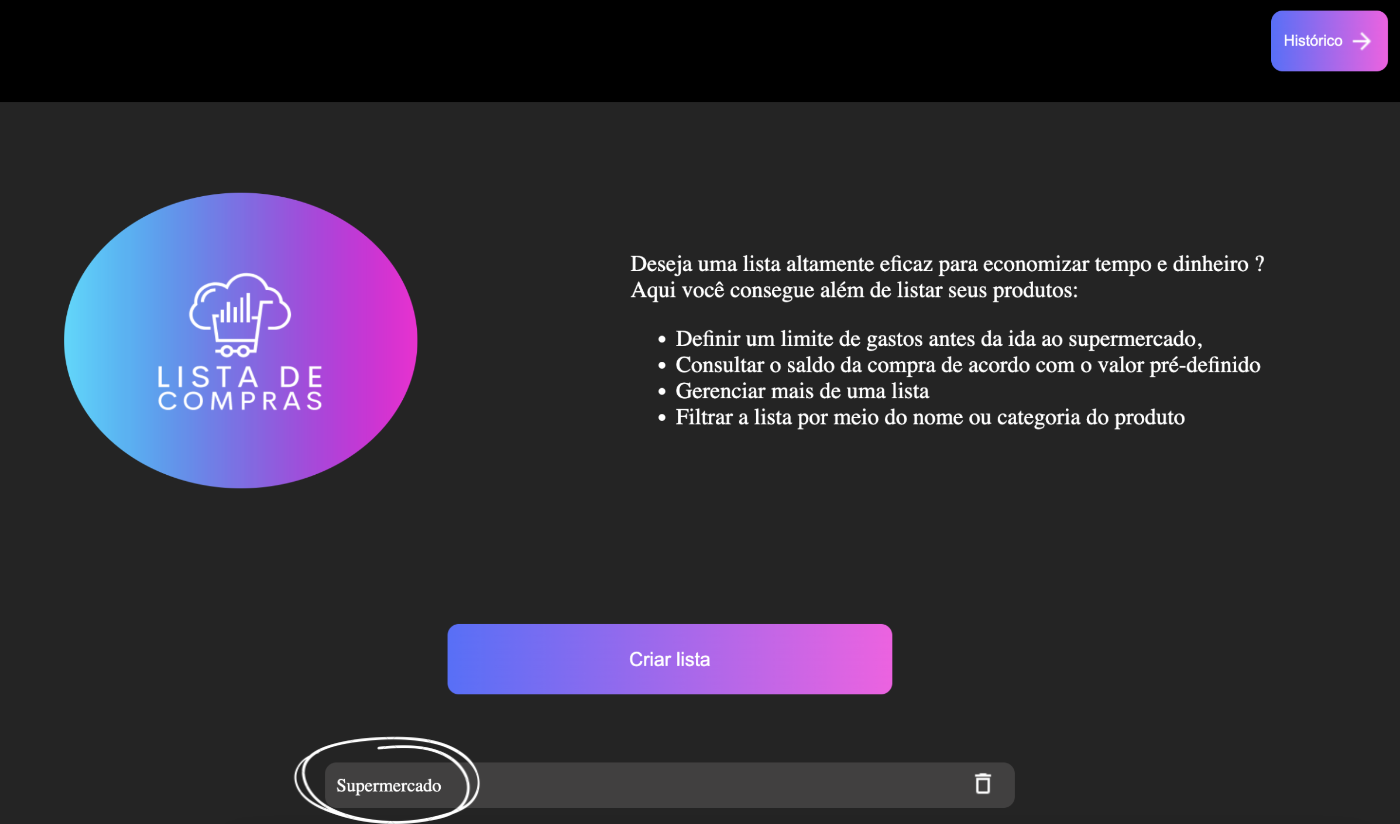 Histórico
LISTA DE
COMPRAS
Deseja uma lista altamente eficaz para economizar tempo e dinheiro ?
Aqui você consegue além de listar seus produtos:
• Definir um limite de gastos antes da ida ao supermercado,
• Consultar o saldo da compra de acordo com o valor pré-definido
• Gerenciar mais de uma lista
• Filtrar a lista por meio do nome ou categoria do produto
Criar lista
Supermercado